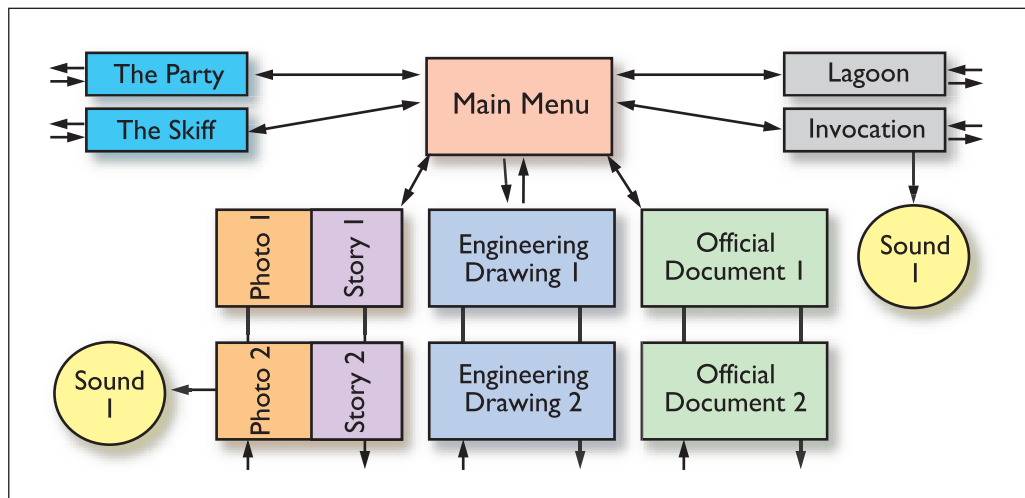 The Party
Main Menu
Lagoon
The Skiff
Invocation
Photo 1
Story 1
Engineering
Drawing 1
Official
Document 1
Sound
1
Sound
1
Photo 2
Story 2
Engineering
Drawing 2
Official
Document 2